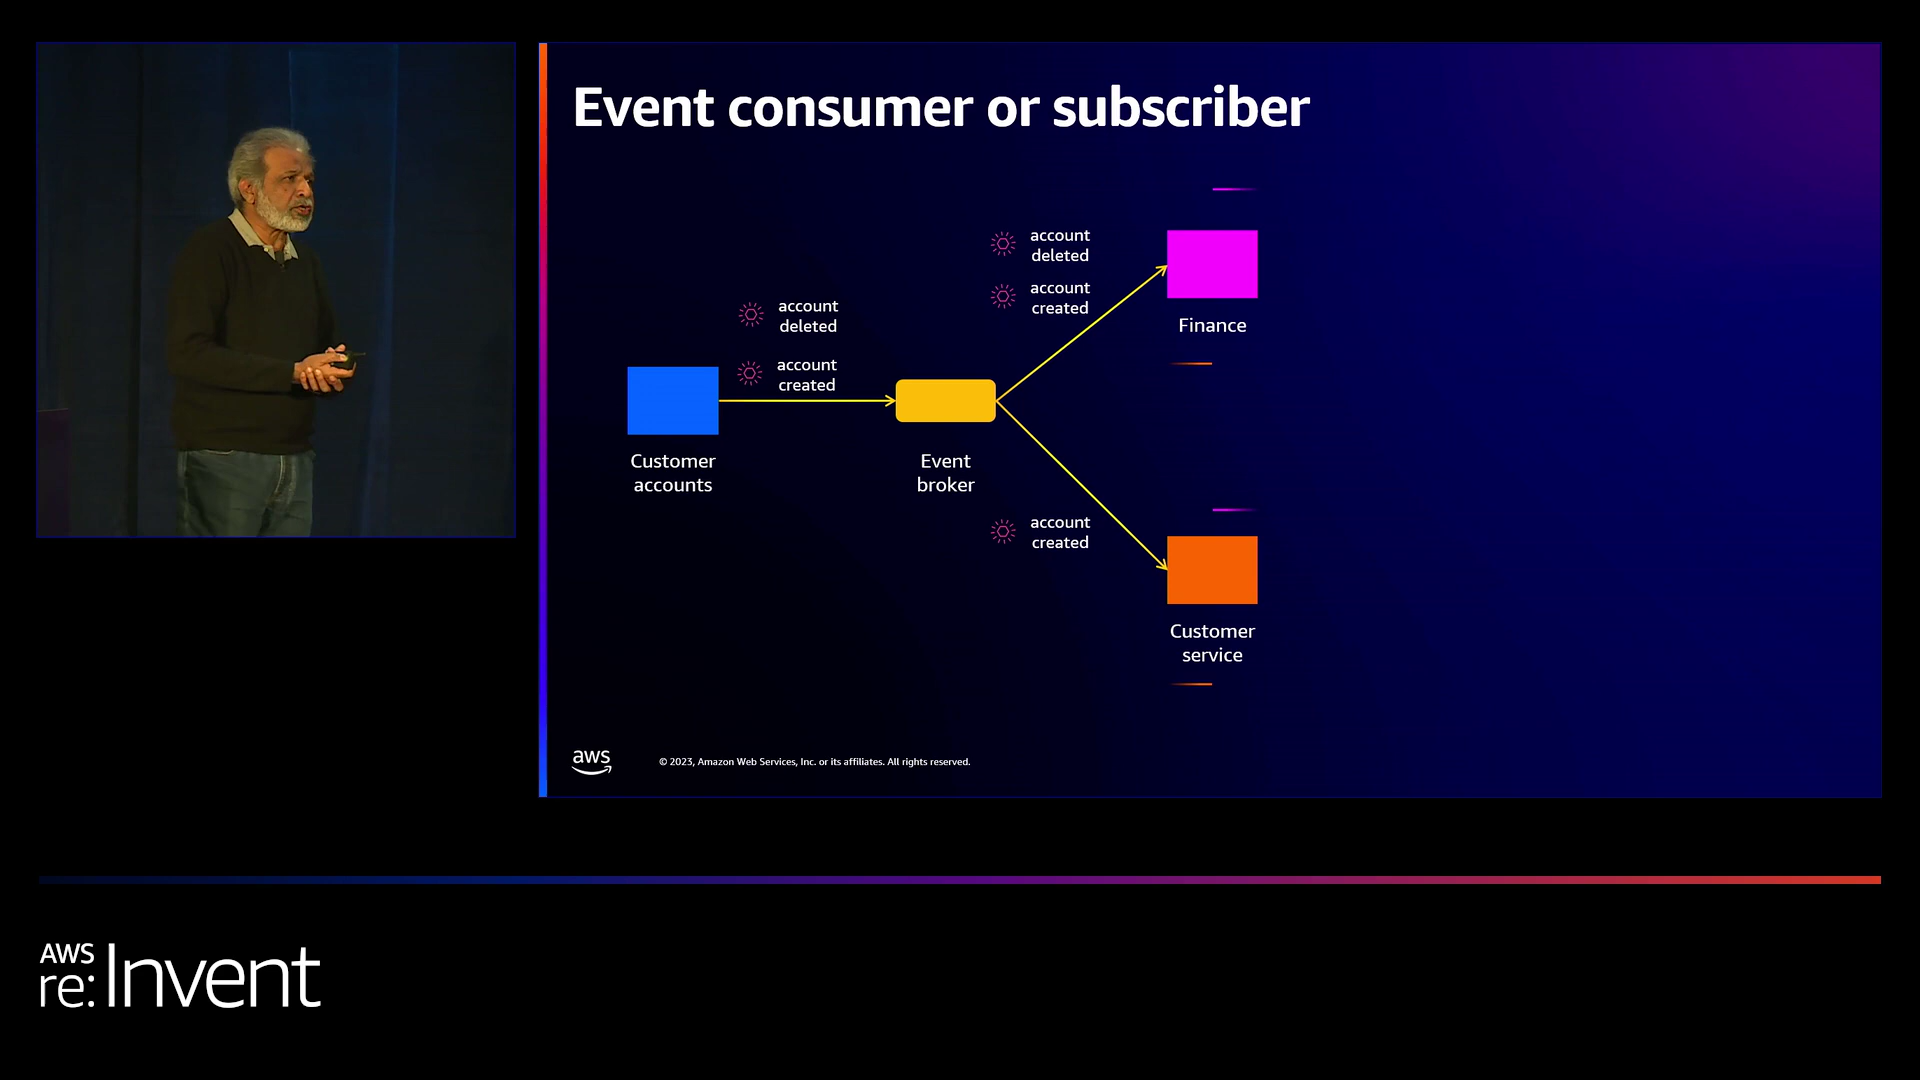 Event consumer or subscriber
account
deleted
account
created
account
deleted
account
created
Finance
Customer
accounts
Event
broker
account
created
Customer
service
aws
© 2023, Amazon Web Services, Inc. or its affiliates. All rights reserved.
AWS
re:Invent